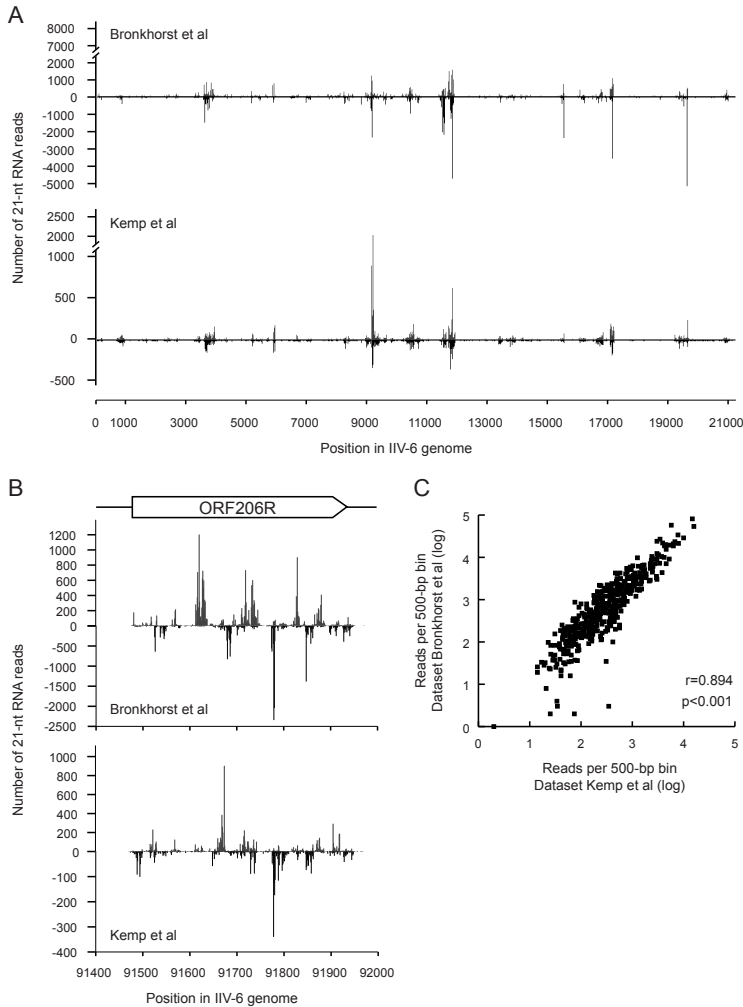 A
Bronkhorst et al
8000
7000
2000
1000
0
-1000
-2000
-3000
-4000
-5000
Number of 21-nt RNA reads
Kemp et al
2500
2000
1000
500
0
-500
0 1000 3000 5000 7000 9000 11000 13000 15000 17000 19000 21000
Position in IIV-6 genome
B
ORF206R
1200
1000
800
600
400
200
0
-500
-1000
-1500
-2000
-2500
Bronkhorst et al
Number of 21-nt RNA reads
1000
800
600
400
200
0
-100
-200
-300
-400
Kemp et al
91400 91500 91600 91700 91800 91900 92000
Position in IIV-6 genome
C
5
4
3
2
1
0
Reads per 500-bp bin
Dataset Bronkhorst et al (log)
r=0.894
p<0.001
0 1 2 3 4 5
Reads per 500-bp bin
Dataset Kemp et al (log)